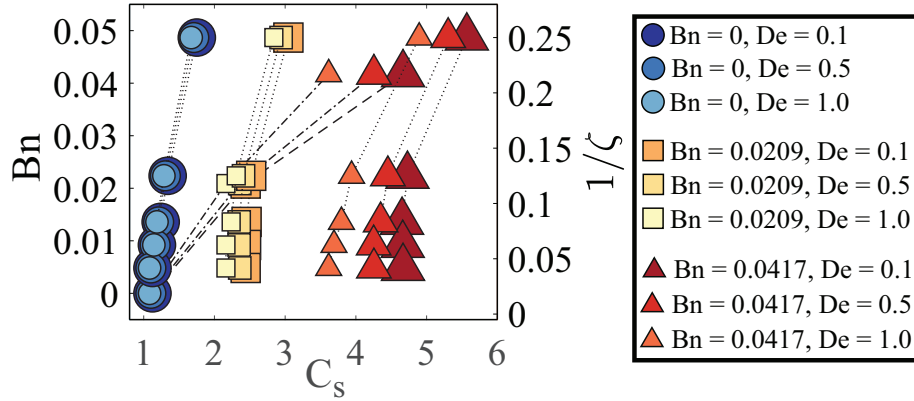 0.05
0.04
0.03
0.02
0.01
0
Bn
0.25
0.2
0.15
0.1
0.05
0
1/ζ
1 2 3 4 5 6
C_s
Bn = 0, De = 0.1
Bn = 0, De = 0.5
Bn = 0, De = 1.0
Bn = 0.0209, De = 0.1
Bn = 0.0209, De = 0.5
Bn = 0.0209, De = 1.0
Bn = 0.0417, De = 0.1
Bn = 0.0417, De = 0.5
Bn = 0.0417, De = 1.0